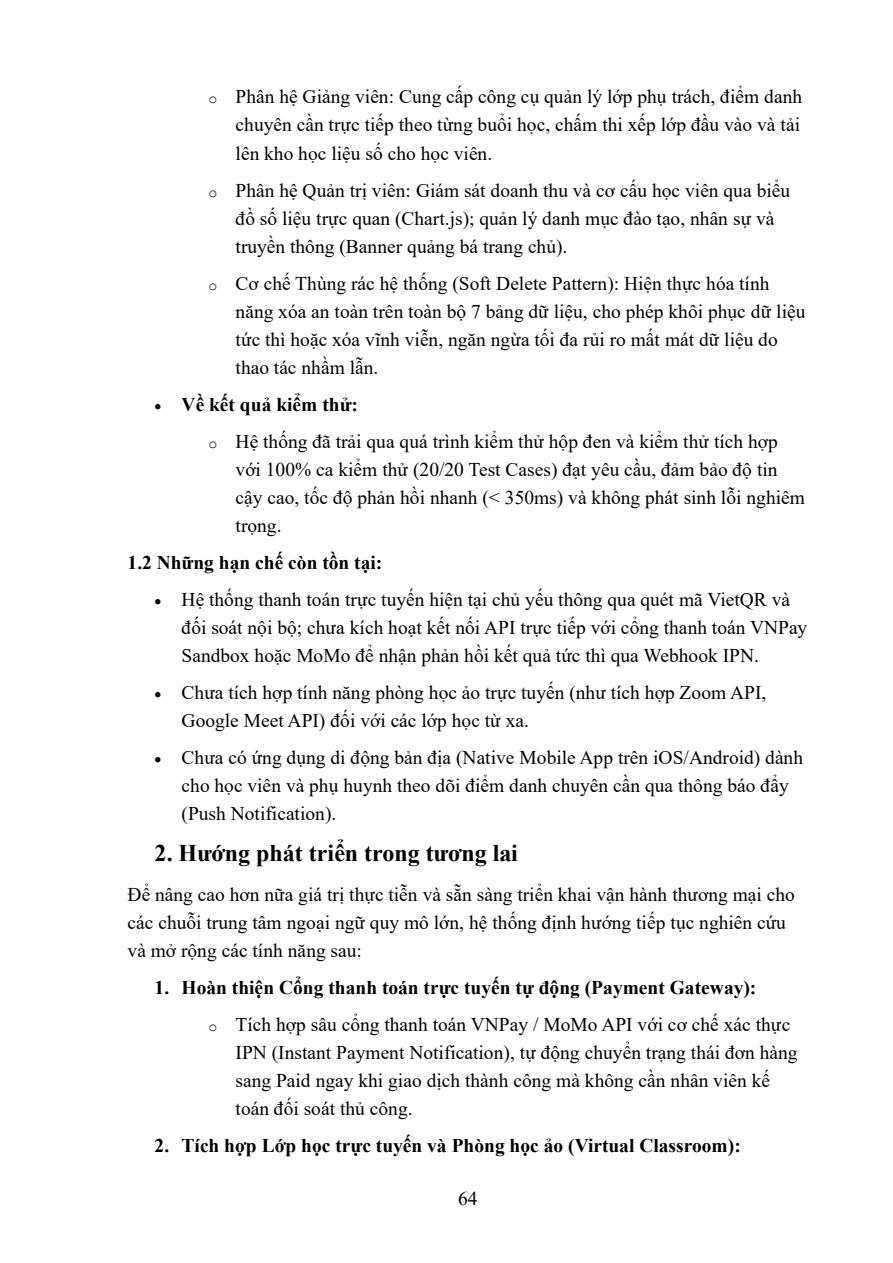 ○ Phân hệ Giảng viên: Cung cấp công cụ quản lý lớp phụ trách, điểm danh
chuyên cần trực tiếp theo từng buổi học, chấm thi xếp lớp đầu vào và tải
lên kho học liệu số cho học viên.
○ Phân hệ Quản trị viên: Giám sát doanh thu và cơ cấu học viên qua biểu
đồ số liệu trực quan (Chart.js); quản lý danh mục đào tạo, nhân sự và
truyền thông (Banner quảng bá trang chủ).
○ Cơ chế Thùng rác hệ thống (Soft Delete Pattern): Hiện thực hóa tính
năng xóa an toàn trên toàn bộ 7 bảng dữ liệu, cho phép khôi phục dữ liệu
tức thì hoặc xóa vĩnh viễn, ngăn ngừa tối đa rủi ro mất mát dữ liệu do
thao tác nhầm lẫn.
• Về kết quả kiểm thử:
○ Hệ thống đã trải qua quá trình kiểm thử hộp đen và kiểm thử tích hợp
với 100% ca kiểm thử (20/20 Test Cases) đạt yêu cầu, đảm bảo độ tin
cậy cao, tốc độ phản hồi nhanh (< 350ms) và không phát sinh lỗi nghiêm
trọng.
1.2 Những hạn chế còn tồn tại:
• Hệ thống thanh toán trực tuyến hiện tại chủ yếu thông qua quét mã VietQR và
đối soát nội bộ; chưa kích hoạt kết nối API trực tiếp với cổng thanh toán VNPay
Sandbox hoặc MoMo để nhận phản hồi kết quả tức thì qua Webhook IPN.
• Chưa tích hợp tính năng phòng học ảo trực tuyến (như tích hợp Zoom API,
Google Meet API) đối với các lớp học từ xa.
• Chưa có ứng dụng di động bản địa (Native Mobile App trên iOS/Android) dành
cho học viên và phụ huynh theo dõi điểm danh chuyên cần qua thông báo đẩy
(Push Notification).
2. Hướng phát triển trong tương lai
Để nâng cao hơn nữa giá trị thực tiễn và sẵn sàng triển khai vận hành thương mại cho
các chuỗi trung tâm ngoại ngữ quy mô lớn, hệ thống định hướng tiếp tục nghiên cứu
và mở rộng các tính năng sau:
1. Hoàn thiện Cổng thanh toán trực tuyến tự động (Payment Gateway):
○ Tích hợp sâu cổng thanh toán VNPay / MoMo API với cơ chế xác thực
IPN (Instant Payment Notification), tự động chuyển trạng thái đơn hàng
sang Paid ngay khi giao dịch thành công mà không cần nhân viên kế
toán đối soát thủ công.
2. Tích hợp Lớp học trực tuyến và Phòng học ảo (Virtual Classroom):
64